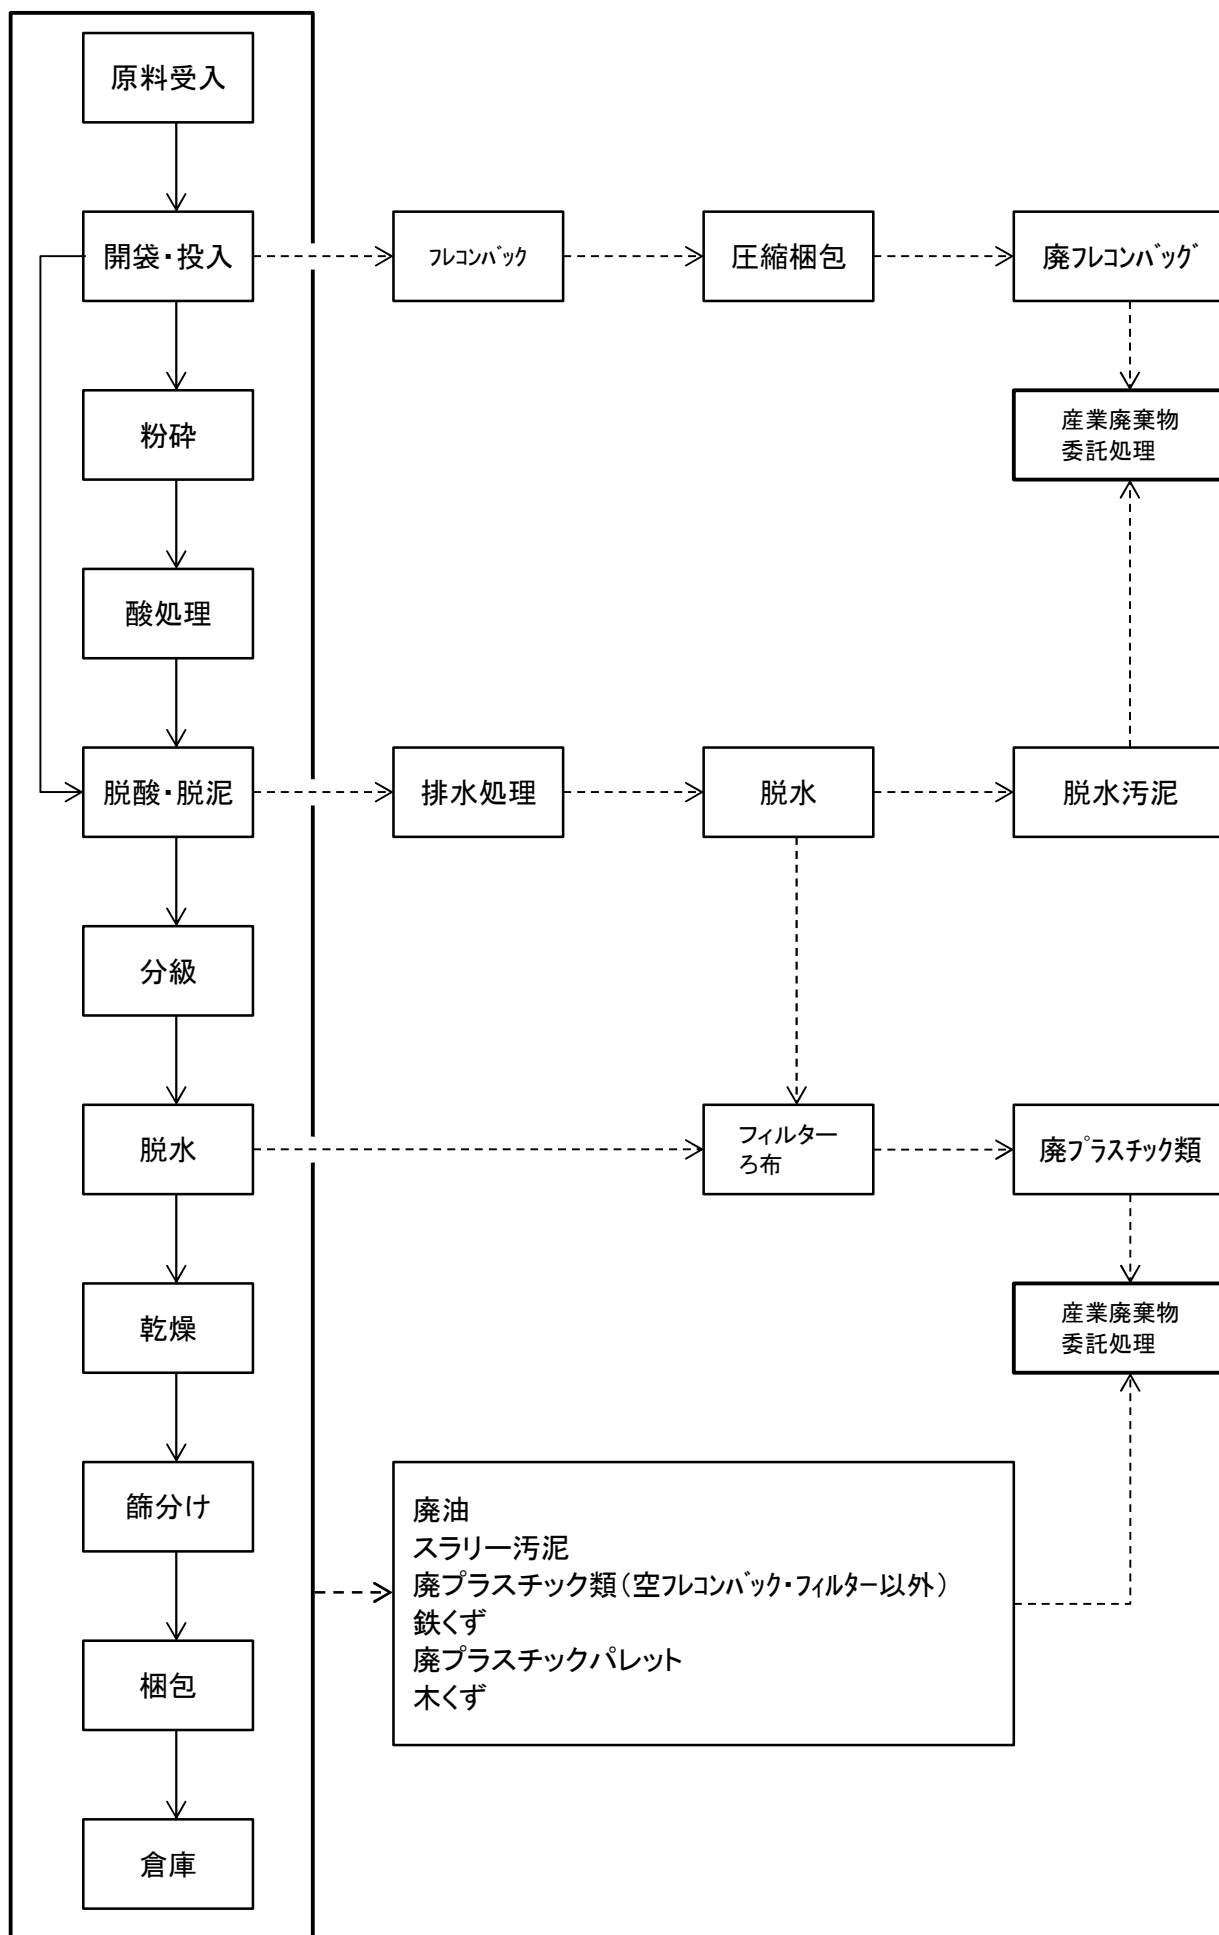 原料受入
開袋・投入
ﾌﾚｺﾝﾊﾞｯｸ
圧縮梱包
廃ﾌﾚｺﾝﾊﾞｯｸﾞ
粉砕
産業廃棄物
委託処理
酸処理
脱酸・脱泥
排水処理
脱水
脱水汚泥
分級
脱水
フィルター
ろ布
廃ﾌﾟﾗｽﾁｯｸ類
乾燥
産業廃棄物
委託処理
篩分け
廃油
スラリー汚泥
廃プラスチック類（空ﾌﾚｺﾝﾊﾞｯｸ・ﾌｨﾙﾀｰ以外）
鉄くず
廃プラスチックパレット
木くず
梱包
倉庫